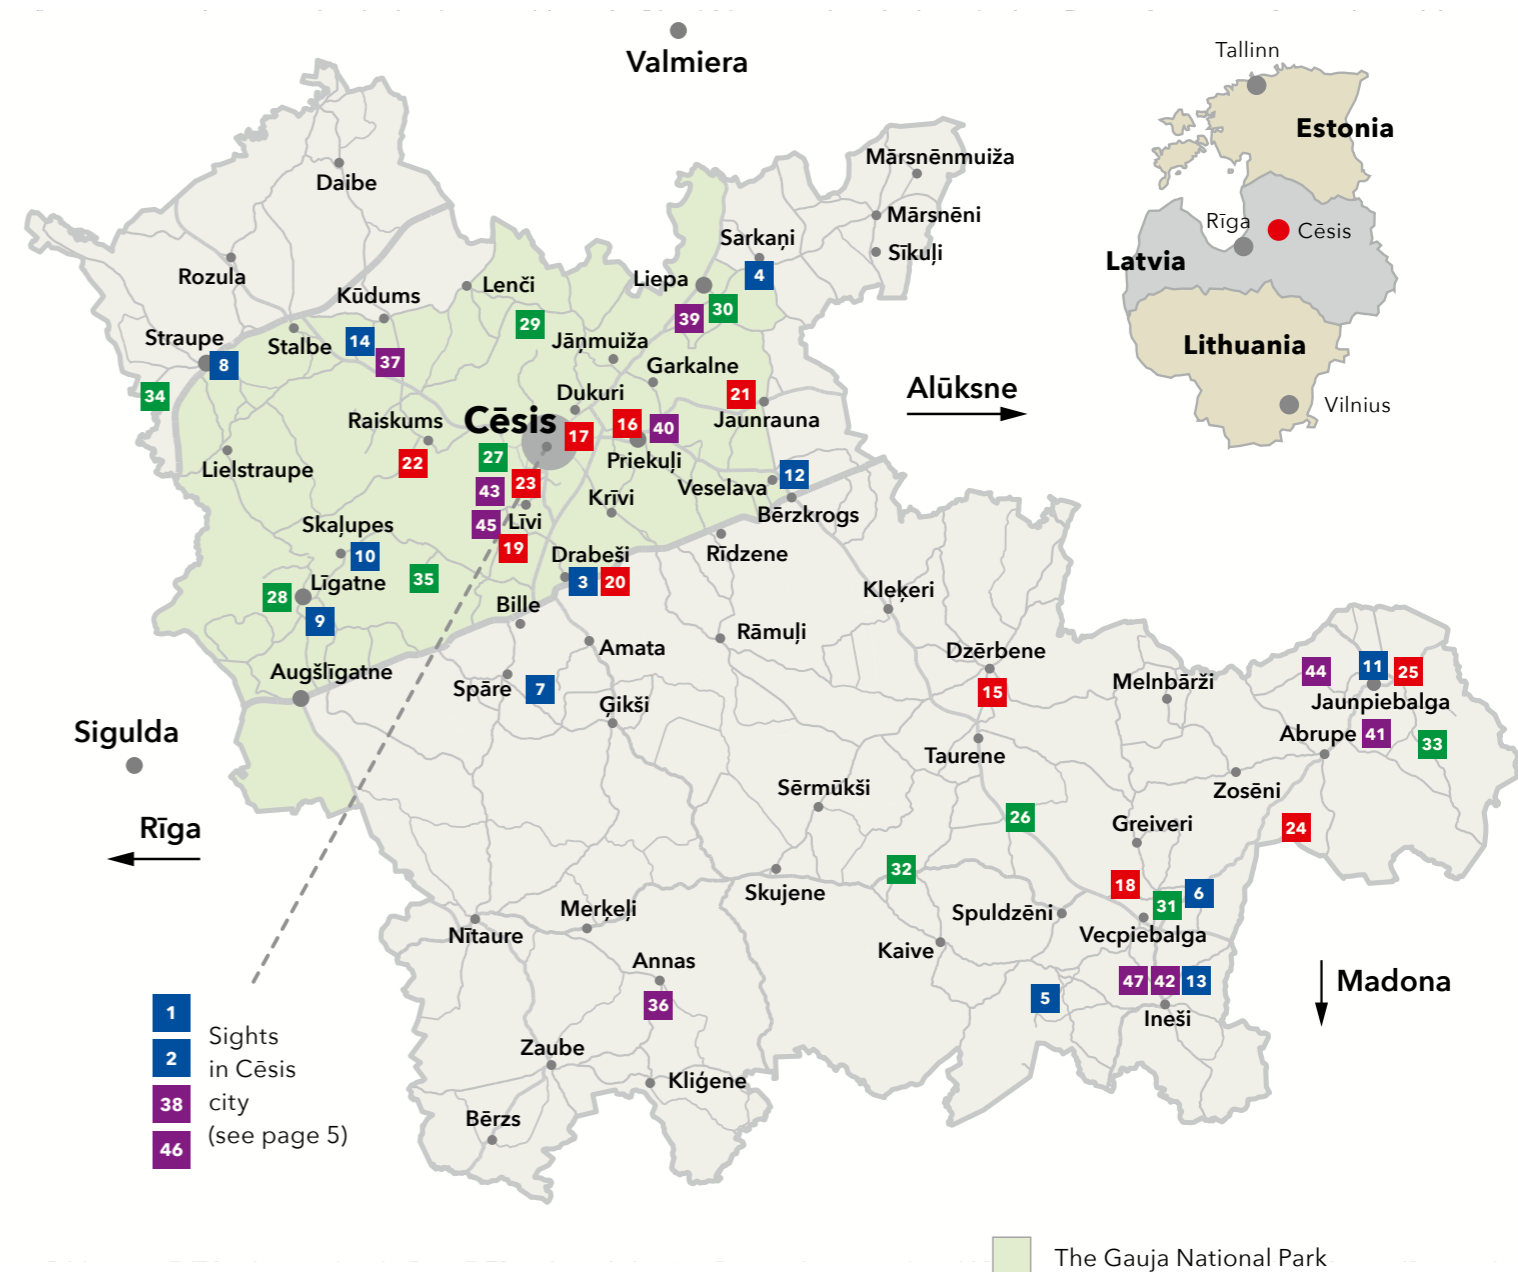 Valmiera
Tallinn
Estonia
Mārsnēnmuiža
Daibe
Mārsnēni
Rīga
Cēsis
Sarkaņi
Sīkuļi
Latvia
Rozula
Liepa
4
Lenči
Kūdums
39
30
29
Straupe
Stalbe
14
Jāņmuiža
Lithuania
8
37
Garkalne
34
Dukuri
21
Alūksne
Vilnius
Raiskums
Cēsis
17
16
40
Jaunrauna
22
27
Priekuļi
Lielstraupe
43
23
Krīvi
Veselava
12
Skaļupes
45
Līvi
Bērzkrogs
10
19
Drabeši
Rīdzene
Līgatne
35
3
20
28
Bille
Kleķeri
9
Amata
Rāmuļi
Augšlīgatne
Dzērbene
Spāre
7
15
Melnbārži
44
11
25
Ģikši
Jaunpiebalga
Sigulda
Abrupe
41
33
Taurene
Sērmūkši
Zosēni
Rīga
26
Greiveri
24
32
Skujene
18
6
Merķeļi
Spuldzēni
31
Nītaure
Vecpiebalga
Kaive
Annas
47
42
13
Madona
36
5
Ineši
1
Sights
2
in Cēsis
38
city
46
(see page 5)
Zaube
Kliģene
Bērzs
The Gauja National Park